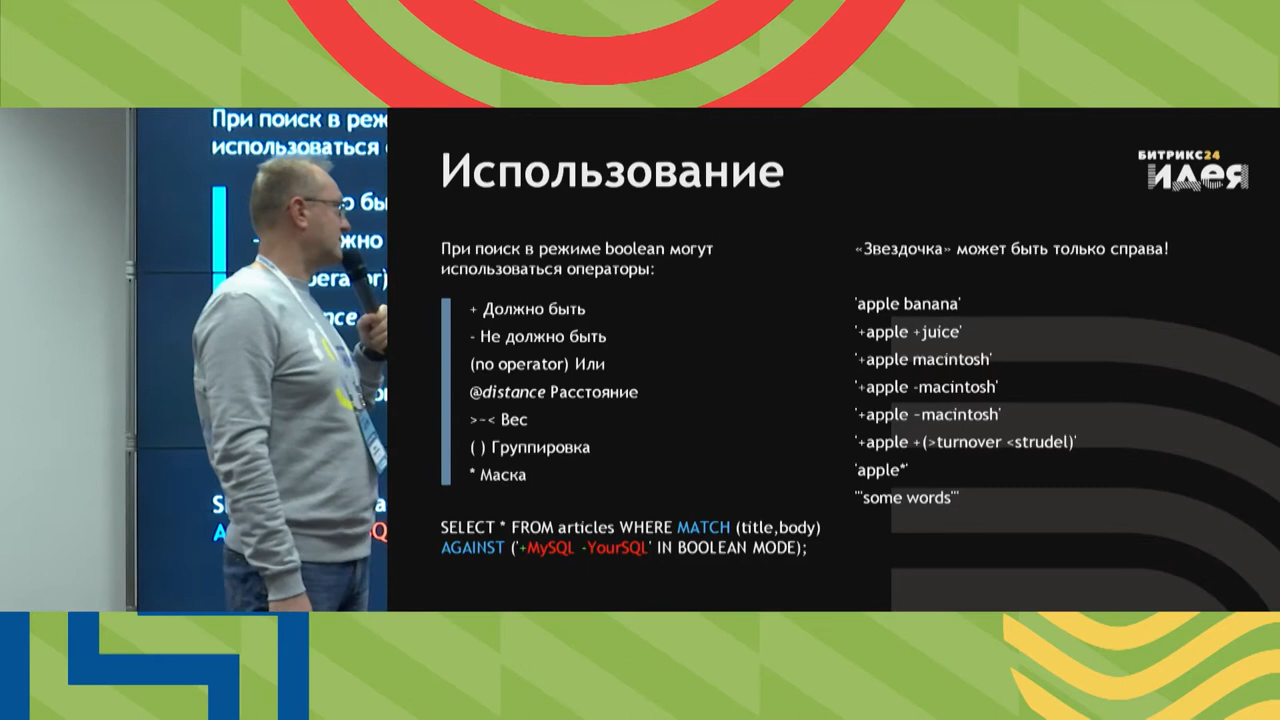 При поиск в реж
использоваться
Использование
БИТРИКС24
идея
При поиск в режиме boolean могут
использоваться операторы:
+ Должно быть
- Не должно быть
(no operator) Или
@distance Расстояние
>~< Вес
( ) Группировка
* Маска
SELECT * FROM articles WHERE MATCH (title,body)
AGAINST ('+MySQL -YourSQL' IN BOOLEAN MODE);
«Звездочка» может быть только справа!
'apple banana'
'+apple +juice'
'+apple macintosh'
'+apple -macintosh'
'+apple ~macintosh'
'+apple +(>turnover <strudel)'
'apple*'
'"some words"'